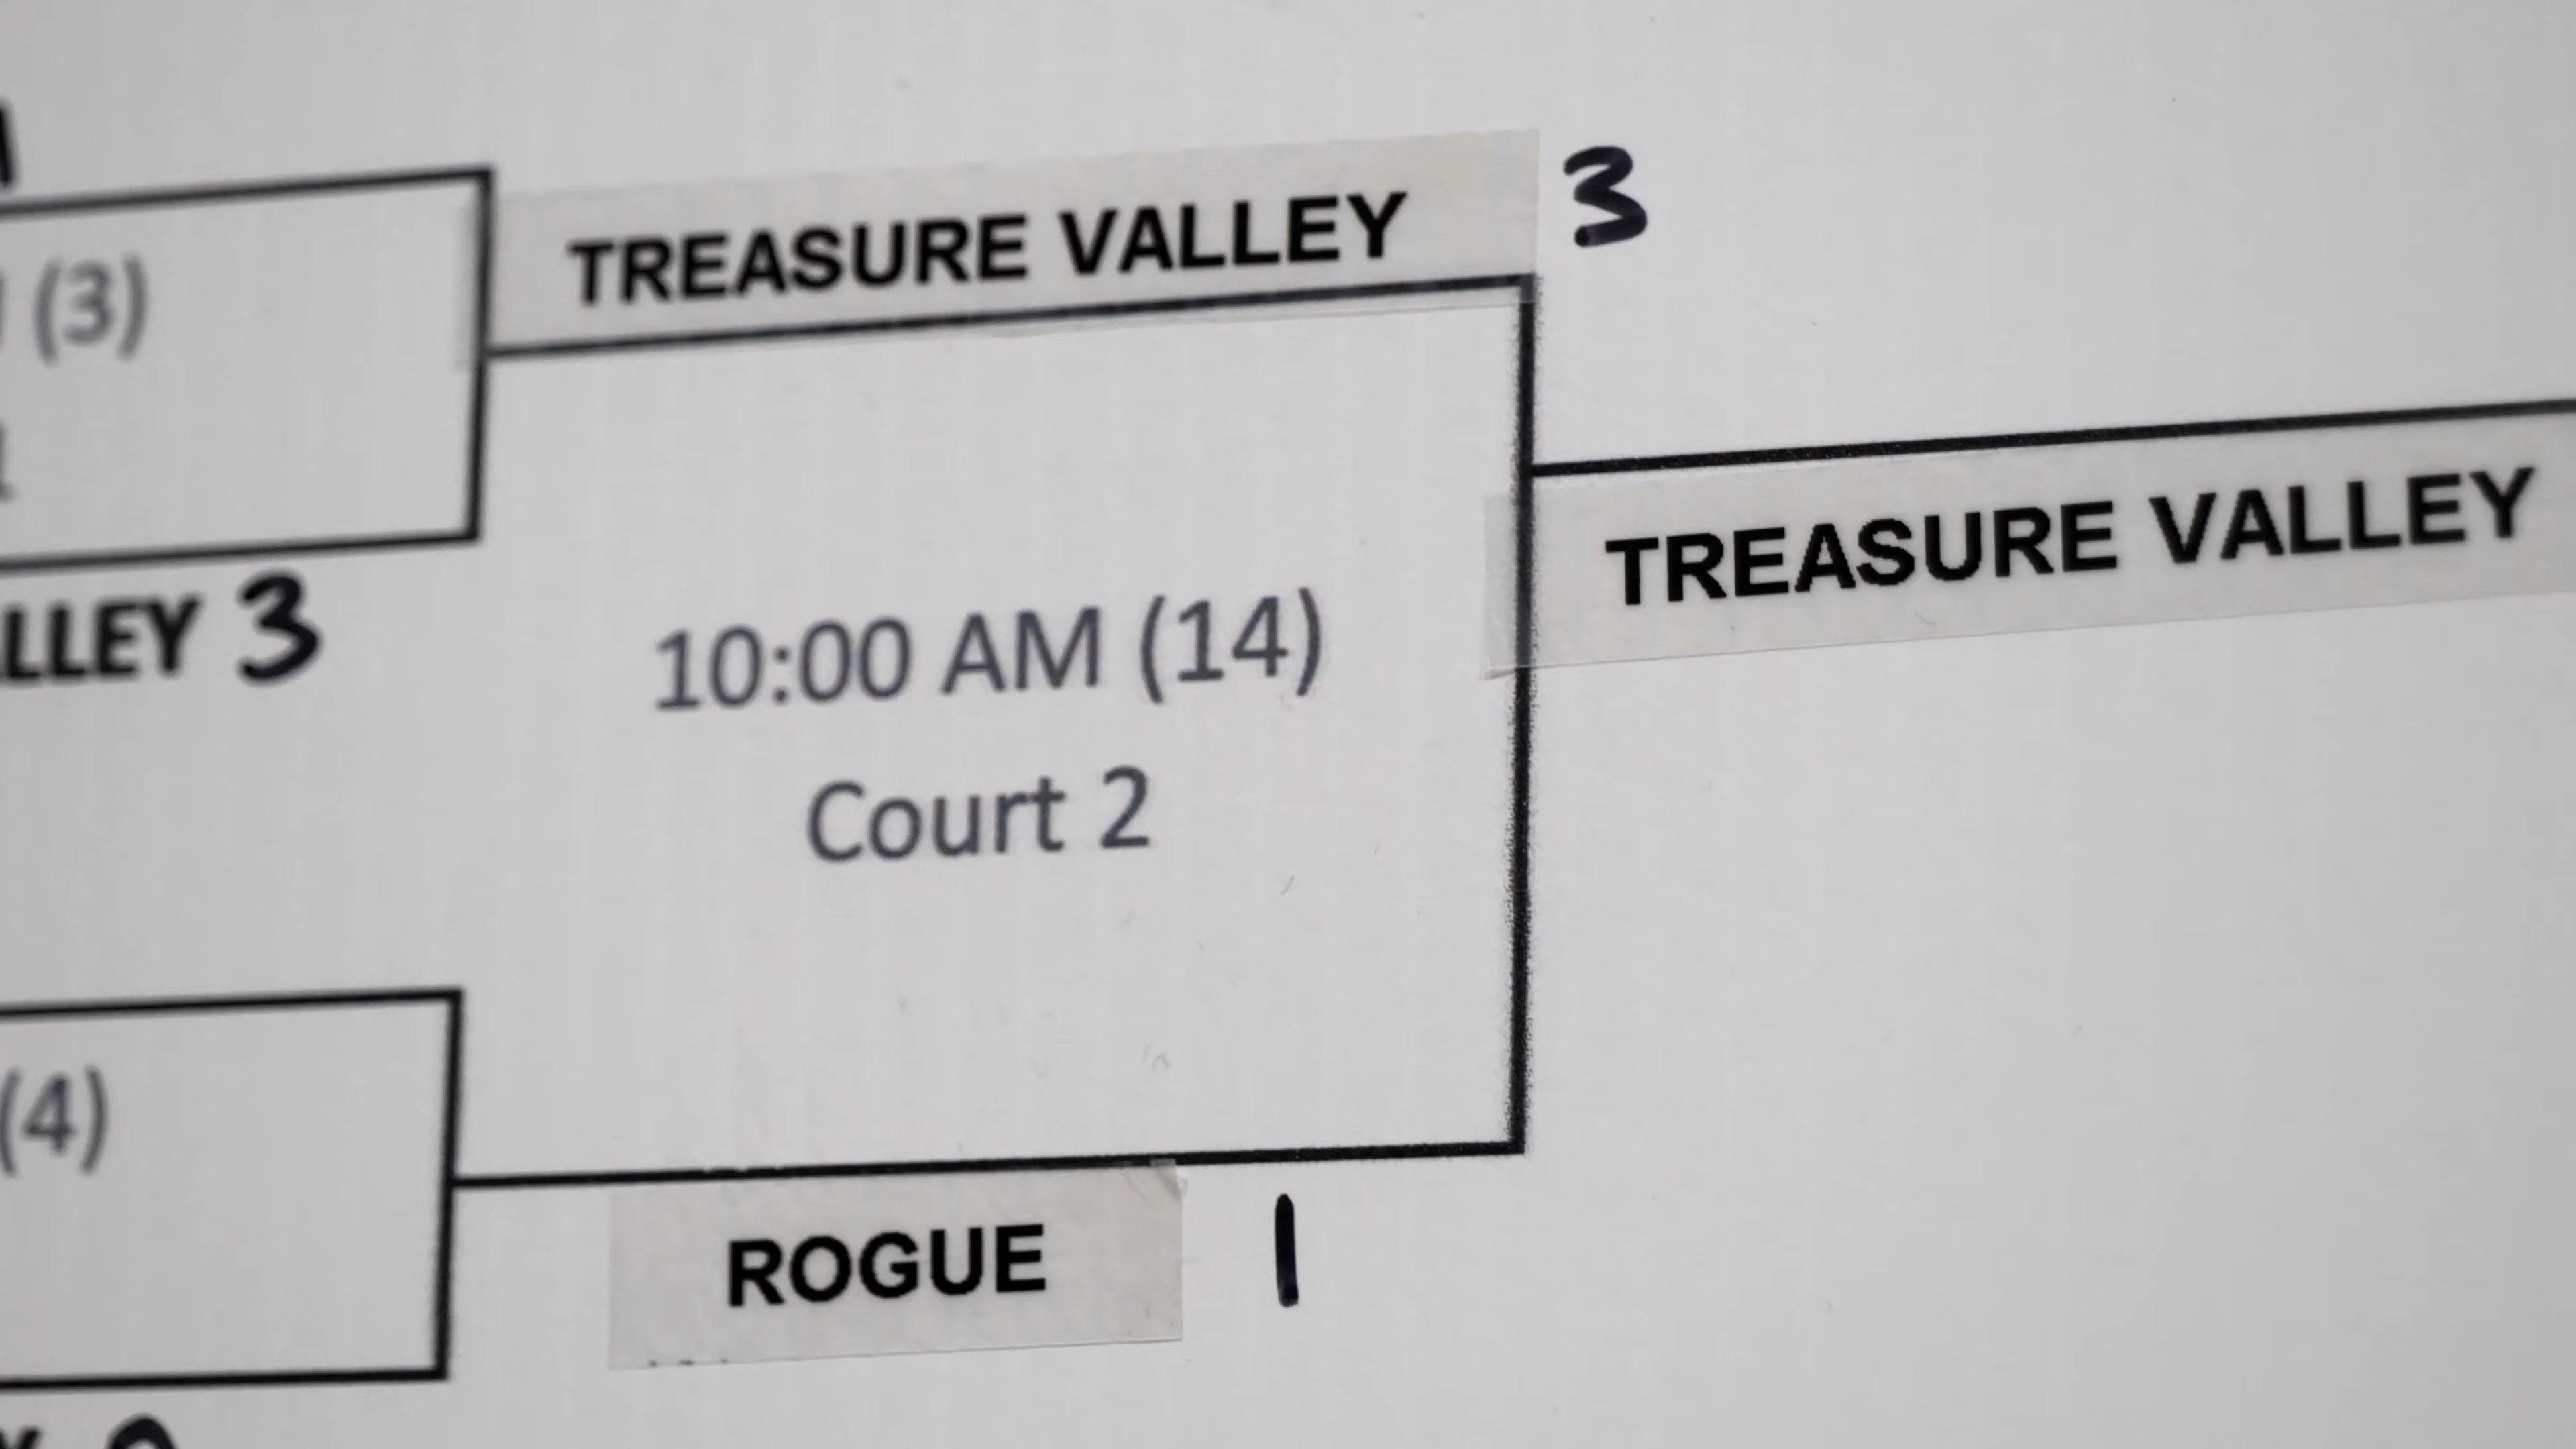 TREASURE VALLEY 3
(3)
TREASURE VALLEY
LLEY 3
10:00 AM (14)
Court 2
(4)
ROGUE 1